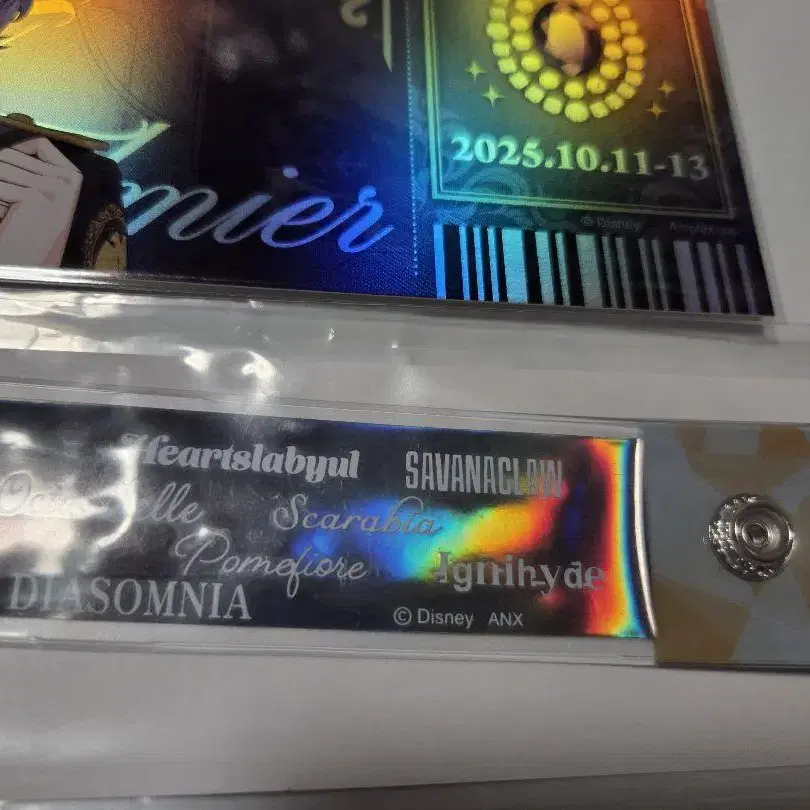 2025.10.11-13
© Disney
mier
Heartslabyul SAVANACLAW
Scarabia
Pomefiore Ignihyde
DIASOMNIA
© Disney ANX